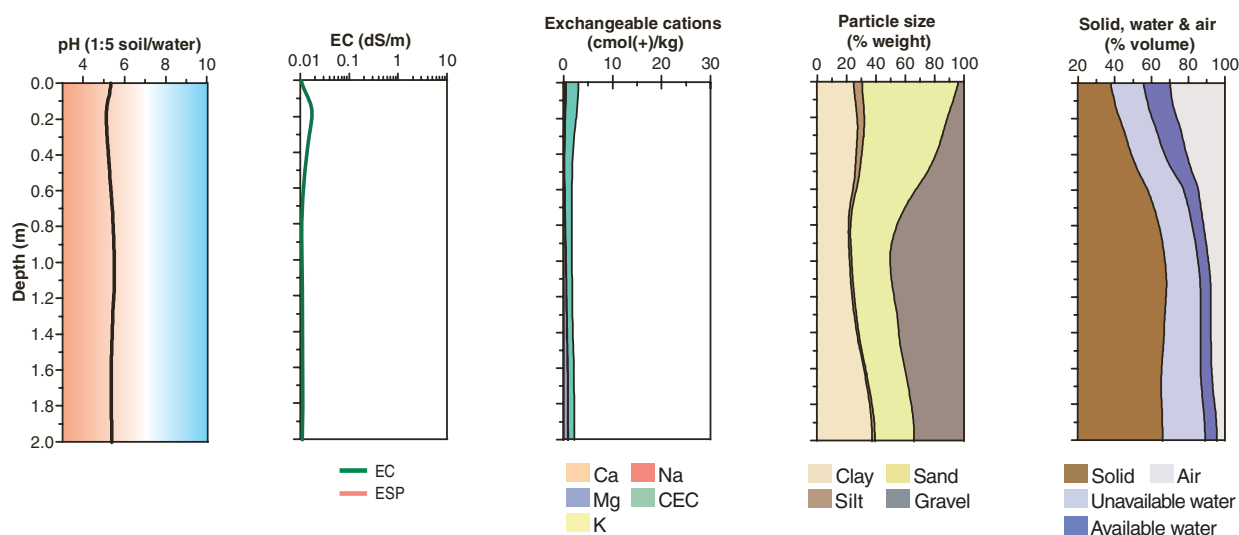 pH (1:5 soil/water)
4 6 8 10
Depth (m)
0.0
0.2
0.4
0.6
0.8
1.0
1.2
1.4
1.6
1.8
2.0
EC (dS/m)
0.01 0.1 1 10
EC
ESP
Exchangeable cations
(cmol(+)/kg)
0 10 20 30
Ca Na
Mg CEC
K
Particle size
(% weight)
0 20 40 60 80 100
Clay Sand
Silt Gravel
Solid, water & air
(% volume)
20 40 60 80 100
Solid Air
Unavailable water
Available water